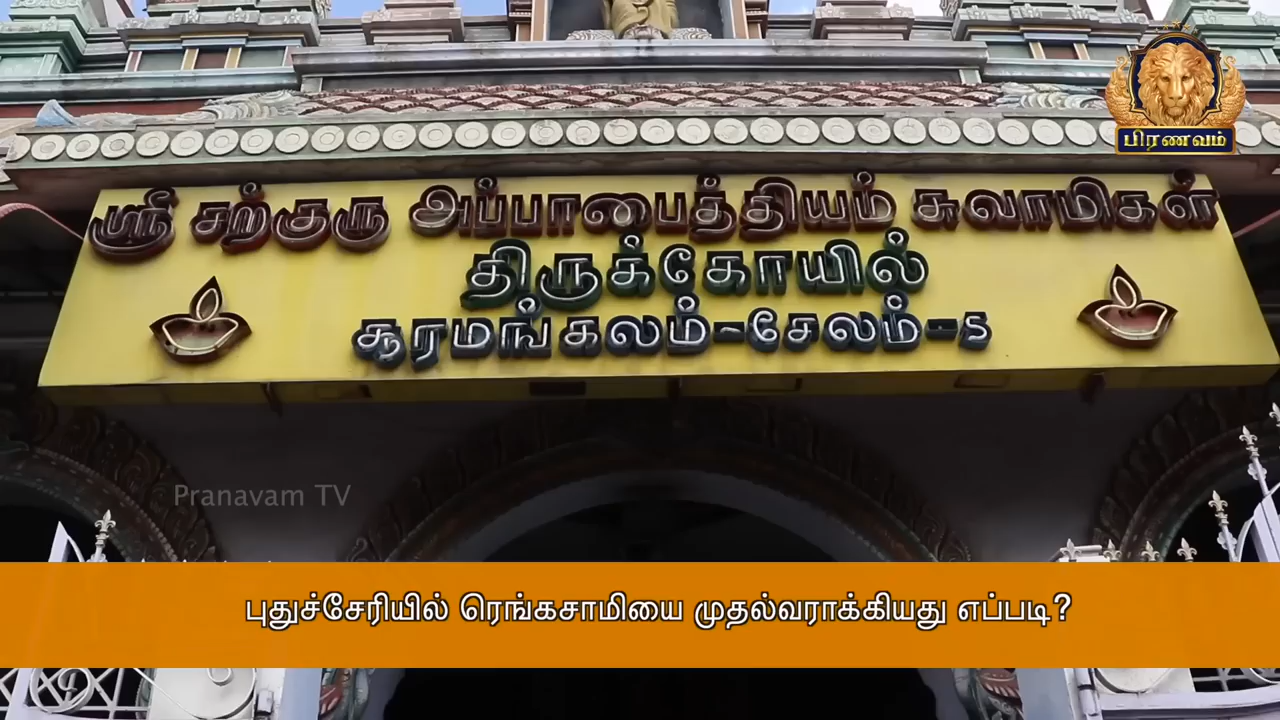 பிரணவம்
ஸ்ரீ சற்குரு அப்பாபைத்தியம் சுவாமிகள்
திருக்கோயில்
சூரமங்கலம்-சேலம்-5
Pranavam TV
புதுச்சேரியில் ரெங்கசாமியை முதல்வராக்கியது எப்படி?